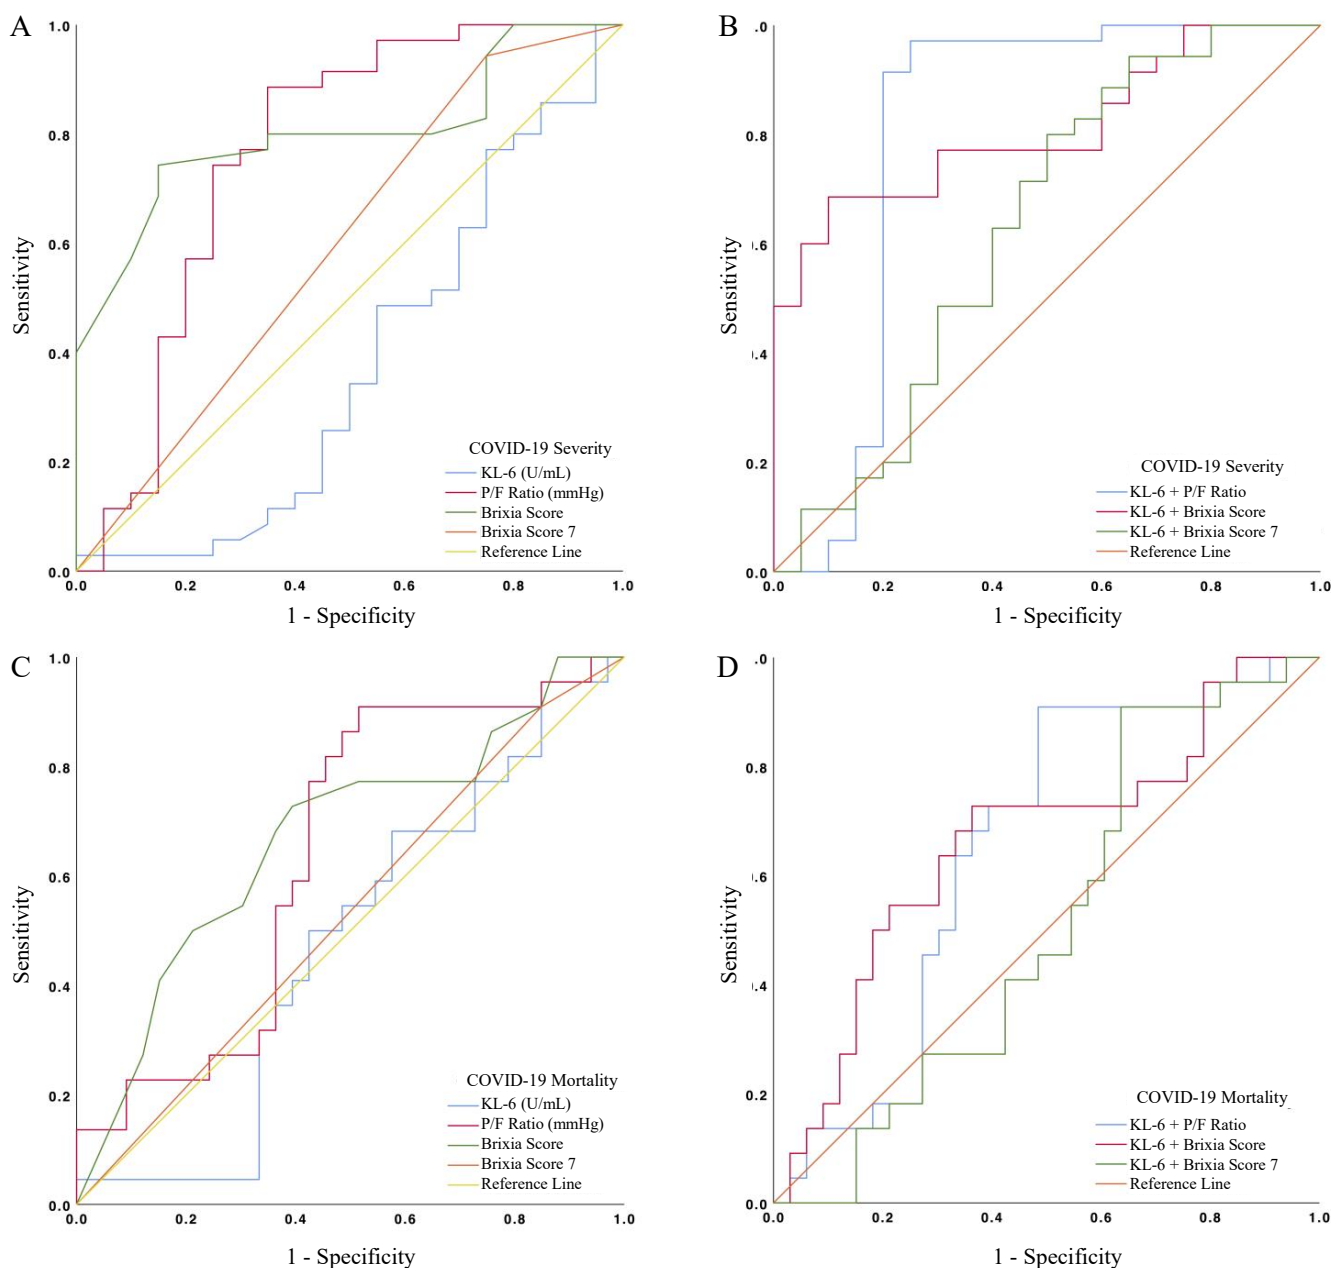 A
1.0
0.8
0.6
0.4
0.2
0.0
Sensitivity
COVID-19 Severity
KL-6 (U/mL)
P/F Ratio (mmHg)
Brixia Score
Brixia Score 7
Reference Line
0.0 0.2 0.4 0.6 0.8 1.0
1 - Specificity
B
.0
0.8
).6
).4
0.2
0.0
Sensitivity
COVID-19 Severity
KL-6 + P/F Ratio
KL-6 + Brixia Score
KL-6 + Brixia Score 7
Reference Line
0.0 0.2 0.4 0.6 0.8 1.0
1 - Specificity
C
1.0
0.8
0.6
0.4
0.2
0.0
Sensitivity
COVID-19 Mortality
KL-6 (U/mL)
P/F Ratio (mmHg)
Brixia Score
Brixia Score 7
Reference Line
0.0 0.2 0.4 0.6 0.8 1.0
1 - Specificity
D
.0
0.8
0.6
).4
0.2
0.0
Sensitivity
COVID-19 Mortality
KL-6 + P/F Ratio
KL-6 + Brixia Score
KL-6 + Brixia Score 7
Reference Line
0.0 0.2 0.4 0.6 0.8 1.0
1 - Specificity